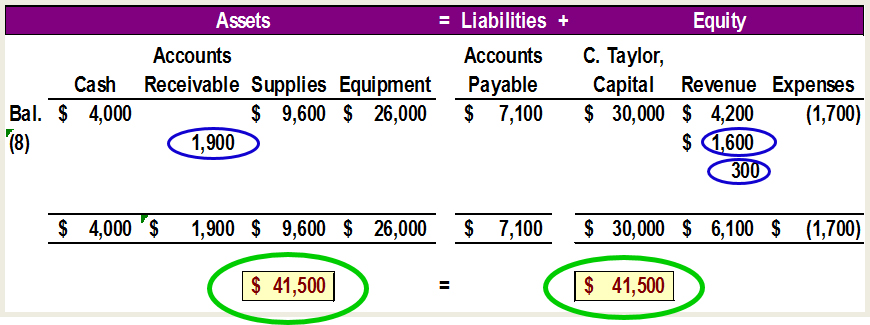 Assets = Liabilities + Equity
Accounts Accounts C. Taylor,
Cash Receivable Supplies Equipment Payable Capital Revenue Expenses
Bal. $ 4,000 $ 9,600 $ 26,000 $ 7,100 $ 30,000 $ 4,200 (1,700)
(8) 1,900 $ 1,600
300
$ 4,000 $ 1,900 $ 9,600 $ 26,000 $ 7,100 $ 30,000 $ 6,100 $ (1,700)
$ 41,500 = $ 41,500